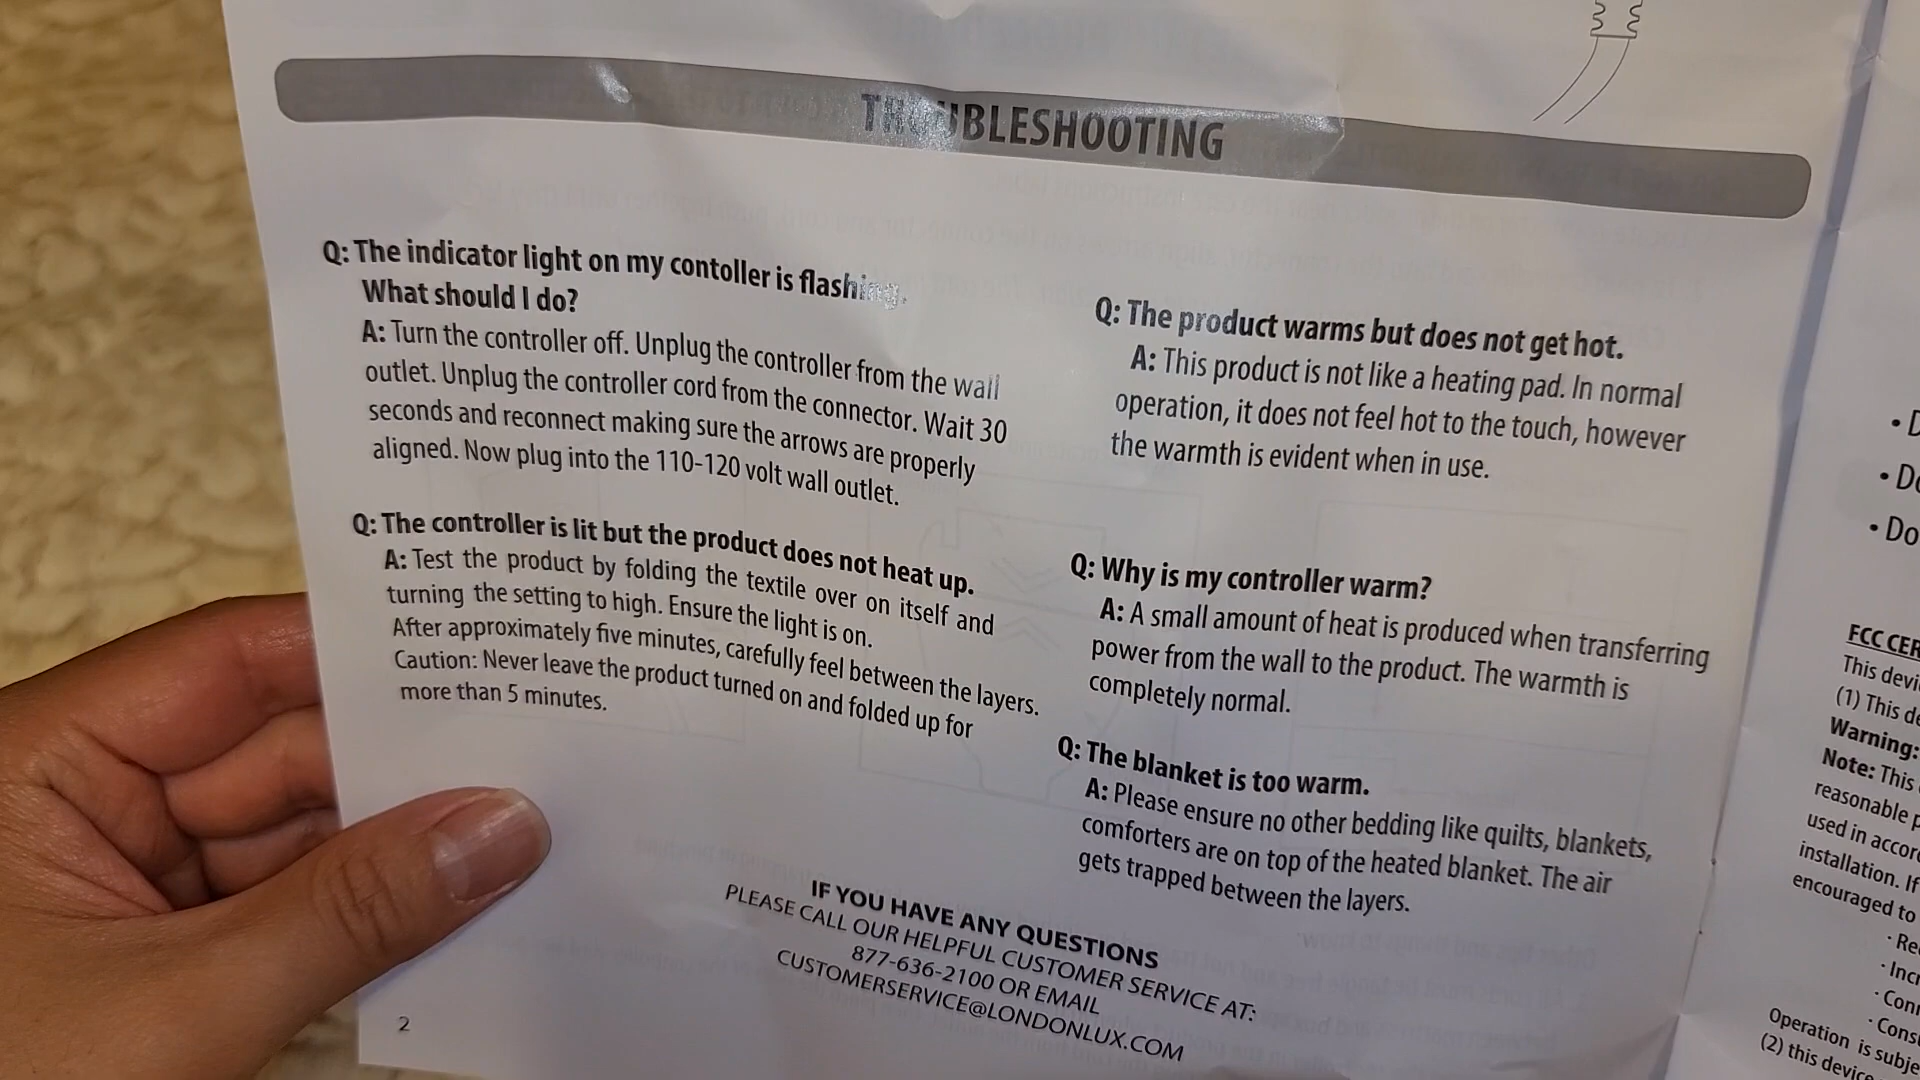 TROUBLESHOOTING
Q: The indicator light on my contoller is flashing.
What should I do?
A: Turn the controller off. Unplug the controller from the wall
outlet. Unplug the controller cord from the connector. Wait 30
seconds and reconnect making sure the arrows are properly
aligned. Now plug into the 110-120 volt wall outlet.
Q: The controller is lit but the product does not heat up.
A: Test the product by folding the textile over on itself and
turning the setting to high. Ensure the light is on.
After approximately five minutes, carefully feel between the layers.
Caution: Never leave the product turned on and folded up for
more than 5 minutes.
Q: The product warms but does not get hot.
A: This product is not like a heating pad. In normal
operation, it does not feel hot to the touch, however
the warmth is evident when in use.
Q: Why is my controller warm?
A: A small amount of heat is produced when transferring
power from the wall to the product. The warmth is
completely normal.
Q: The blanket is too warm.
A: Please ensure no other bedding like quilts, blankets,
comforters are on top of the heated blanket. The air
gets trapped between the layers.
IF YOU HAVE ANY QUESTIONS
PLEASE CALL OUR HELPFUL CUSTOMER SERVICE AT:
877-636-2100 OR EMAIL
CUSTOMERSERVICE@LONDONLUX.COM
2
• Do
FCC
This
(1) This
Warning:
Note: This
reasonable
used in
installation. If
encouraged to
Operation is
(2) this device